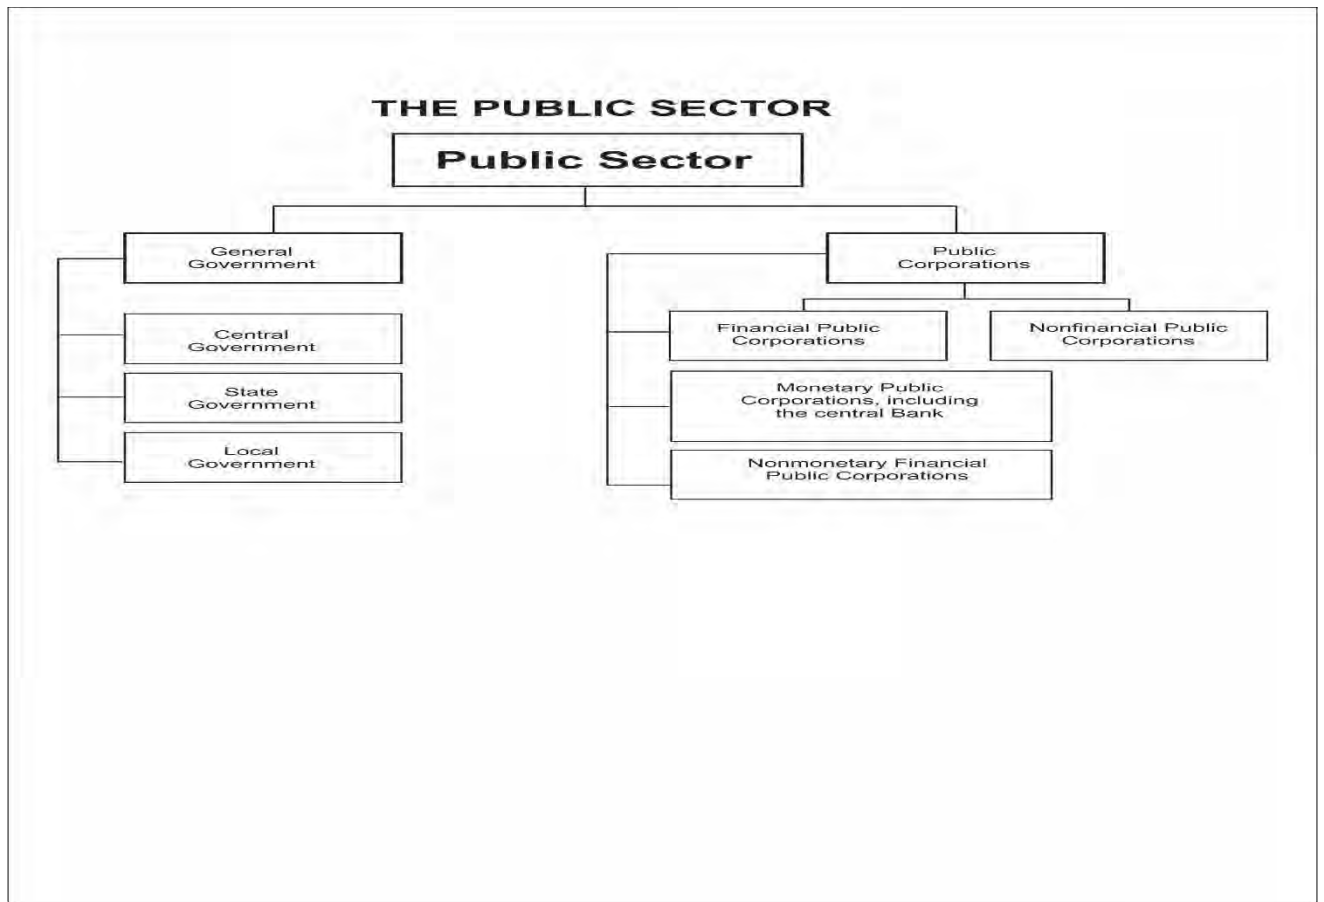 THE PUBLIC SECTOR
Public Sector
General
Government
Central
Government
State
Government
Local
Government
Public
Corporations
Financial Public
Corporations
Nonfinancial Public
Corporations
Monetary Public
Corporations, including
the central Bank
Nonmonetary Financial
Public Corporations